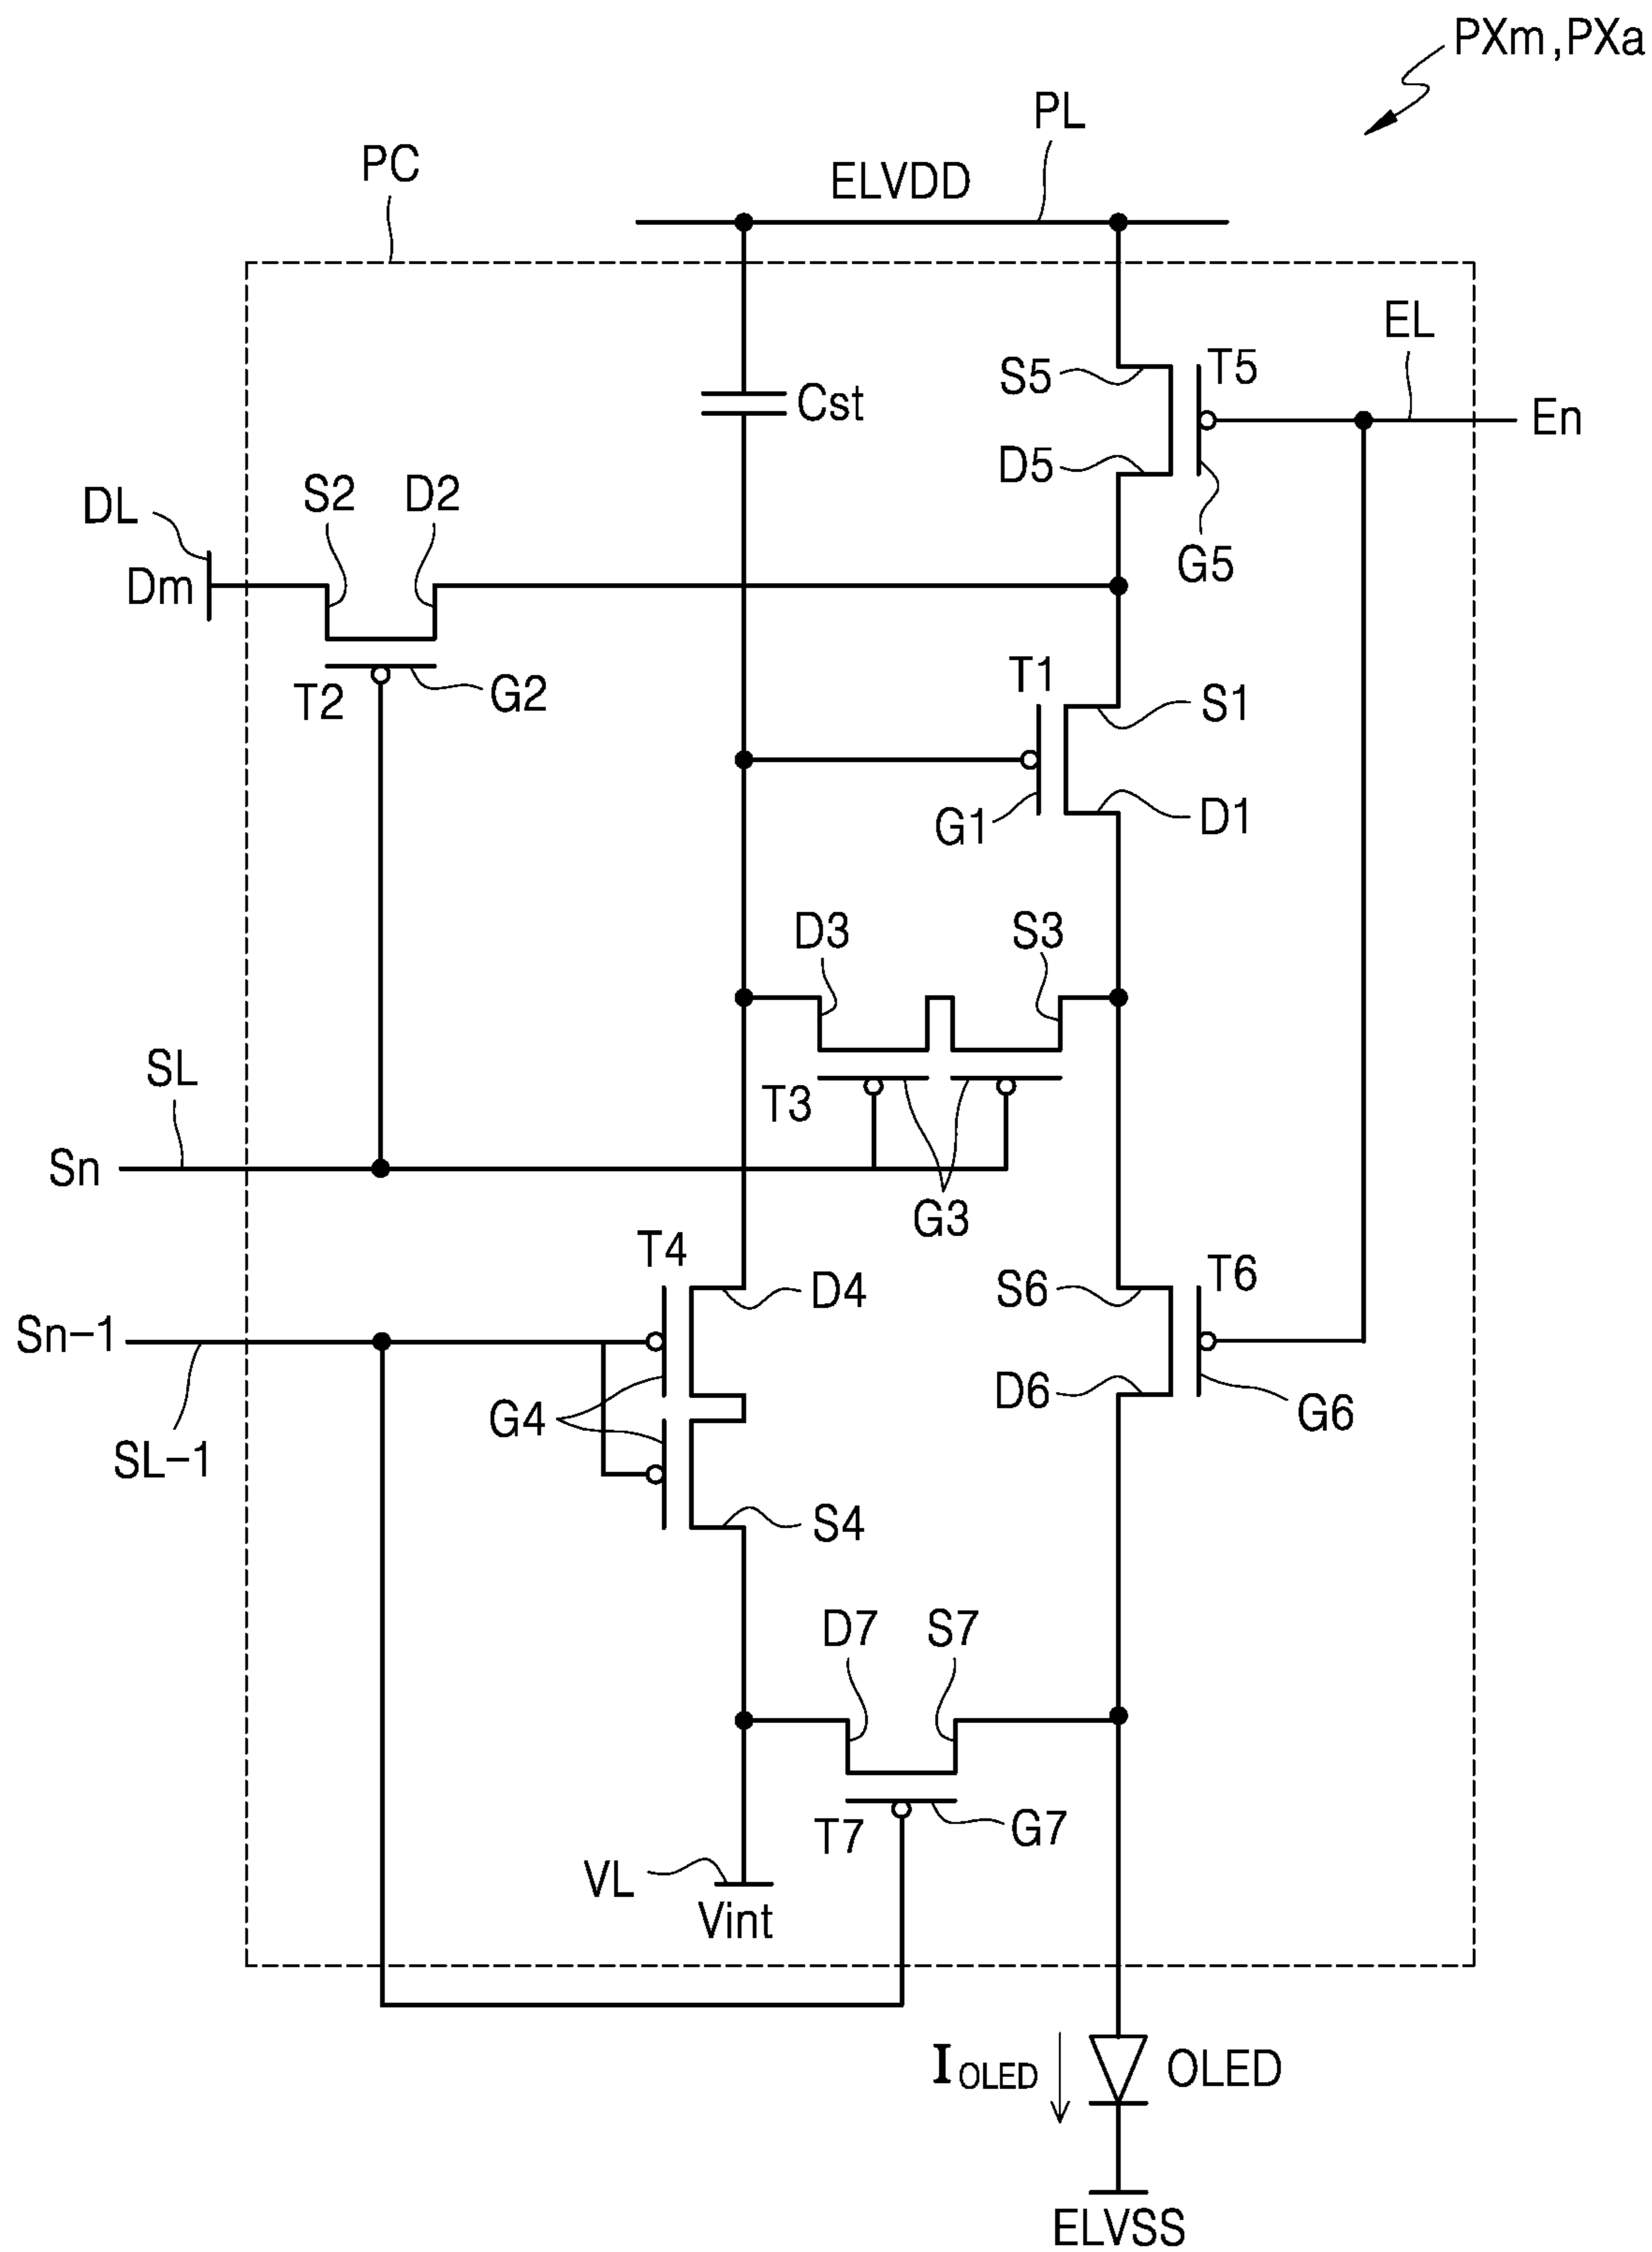 PXm,PXa
PL
PC
ELVDD
EL
S5
T5
Cst
En
D5
S2
D2
DL
G5
Dm
T1
T2
G2
S1
G1
D1
D3
S3
SL
T3
Sn
G3
T4
D4
S6
T6
Sn-1
D6
G4
G6
SL-1
S4
D7
S7
T7
G7
VL
Vint
IOLED
OLED
ELVSS